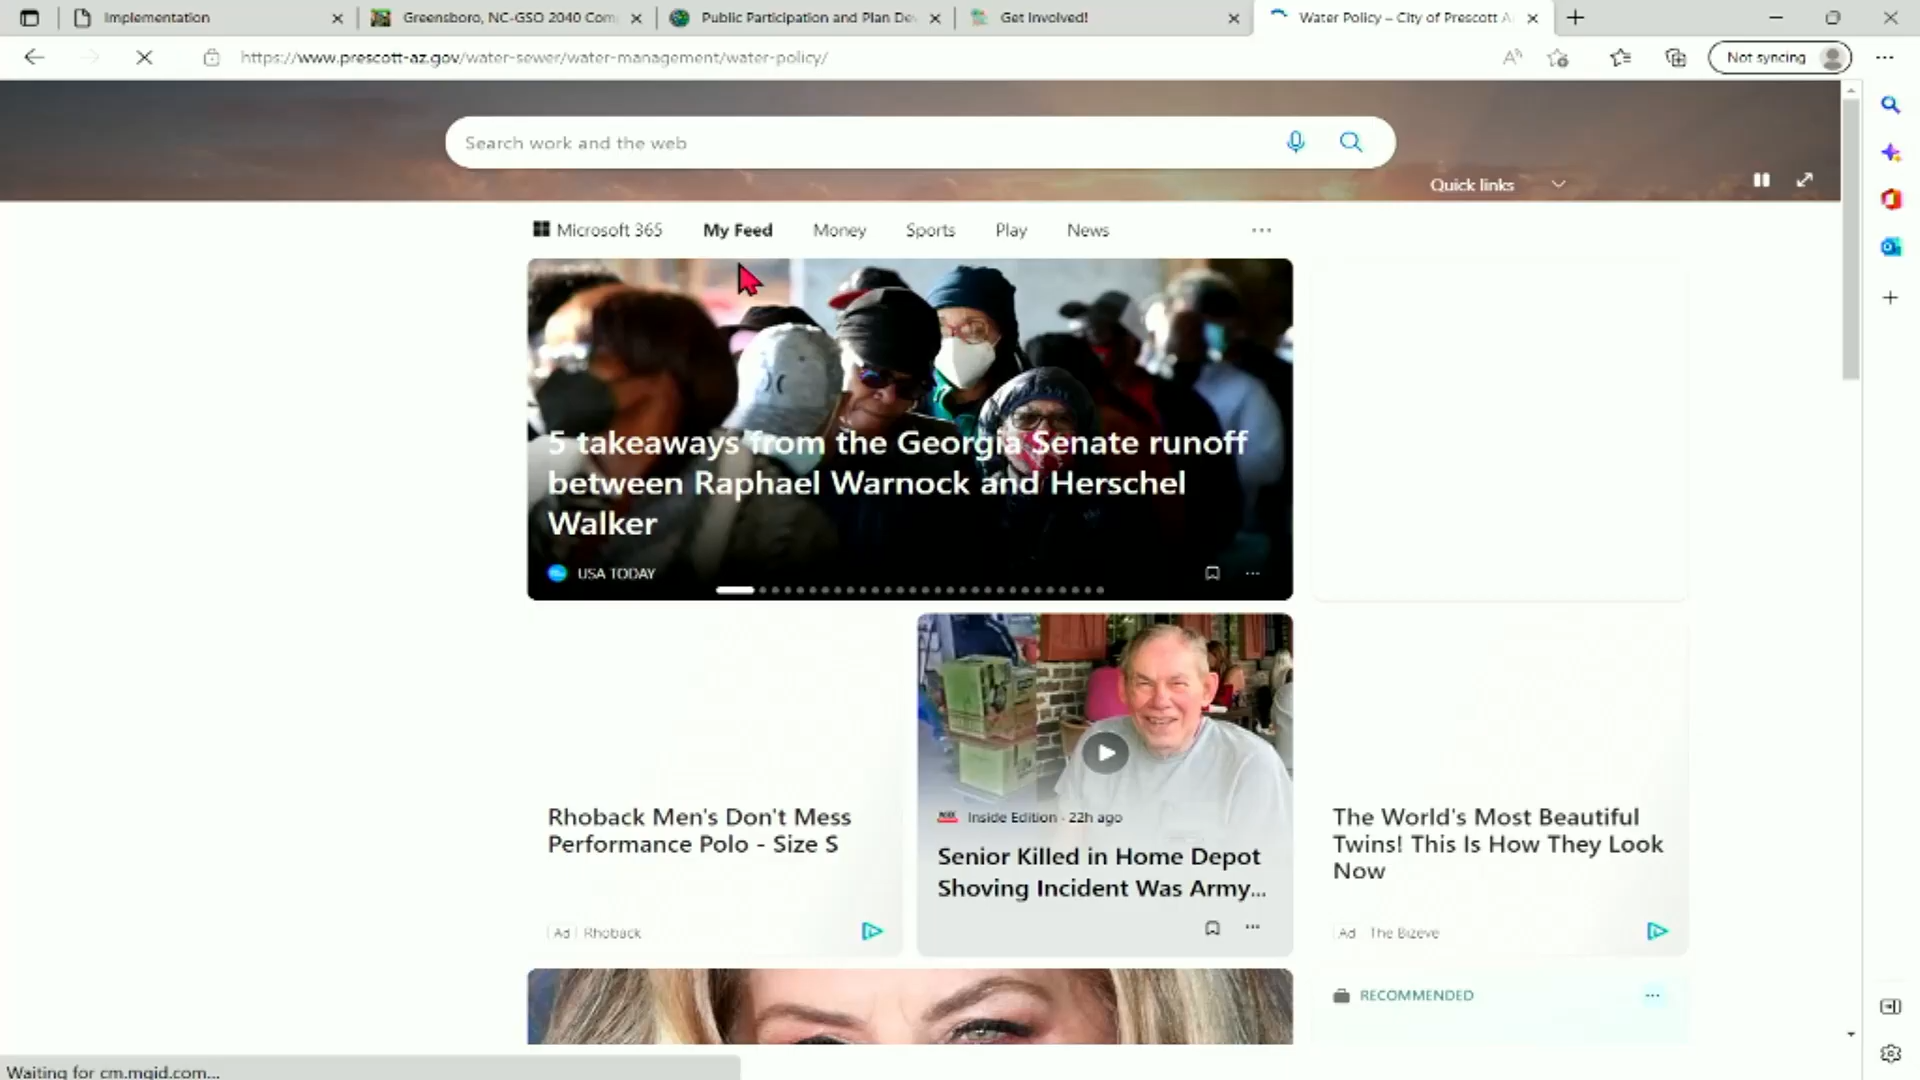 Implementation
Greensboro, NC-GSO 2040 Com
Public Participation and Plan De
Get Involved!
Water Policy – City of Prescott A
https://www.prescott-az.gov/water-sewer/water-management/water-policy/
Not syncing
Search work and the web
Quick links
Microsoft 365
My Feed
Money
Sports
Play
News
5 takeaways from the Georgia Senate runoff
between Raphael Warnock and Herschel
Walker
USA TODAY
Rhoback Men's Don't Mess
Performance Polo - Size S
Ad Rhoback
Inside Edition · 22h ago
Senior Killed in Home Depot
Shoving Incident Was Army...
The World's Most Beautiful
Twins! This Is How They Look
Now
Ad The Bizeve
RECOMMENDED
Waiting for cm.mgid.com...